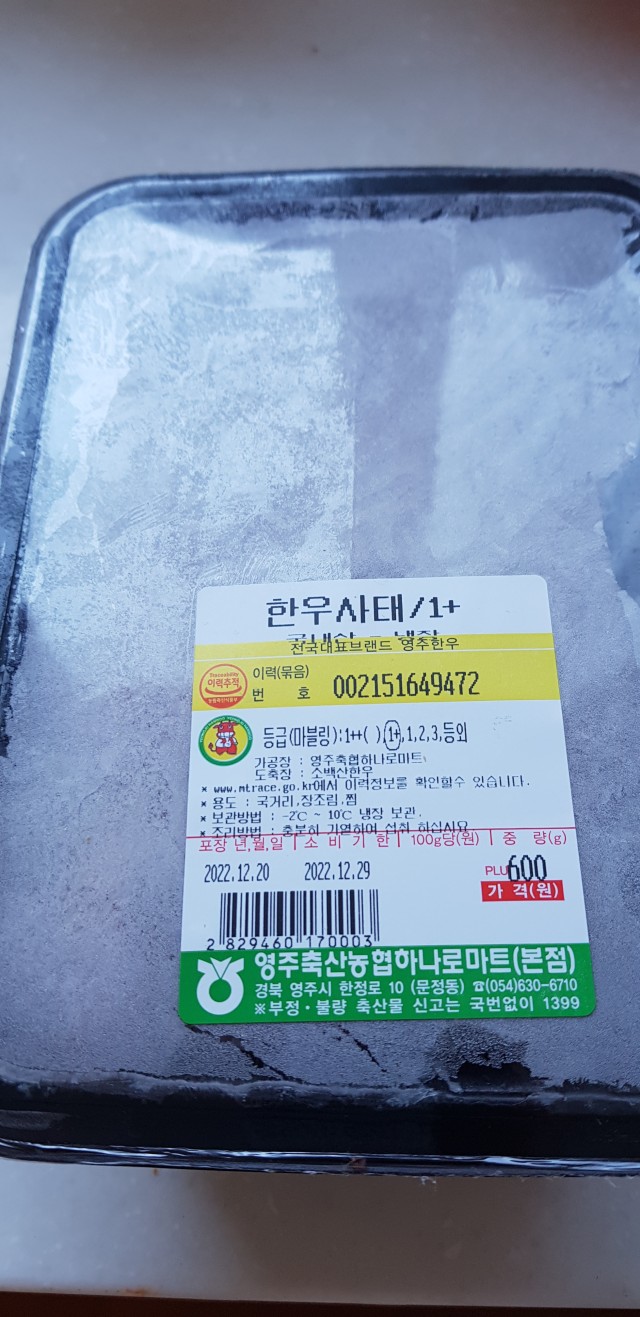 한우사태/1+
국내산 - 냉장
전국대표브랜드 영주한우
Traceability
이력추적
이력(묶음)
번 호 002151649472
등급(마블링):1++( ),1+,1,2,3,등외
가공장 : 영주축협하나로마트
도축장 : 소백산한우
* www.mtrace.go.kr에서 이력정보를 확인할수 있습니다.
* 용도 : 국거리,장조림,찜
* 보관방법 : -2℃ ~ 10℃ 냉장 보관.
* 조리방법 : 충분히 가열하여 섭취 하십시요
포장 년,월,일 소 비 기 한 100g당(원) 중 량(g)
2022.12.20 2022.12.29 PLU 600
가 격(원)
2 829460 170003
영주축산농협하나로마트(본점)
경북 영주시 한정로 10 (문정동) ☎(054)630-6710
※부정·불량 축산물 신고는 국번없이 1399